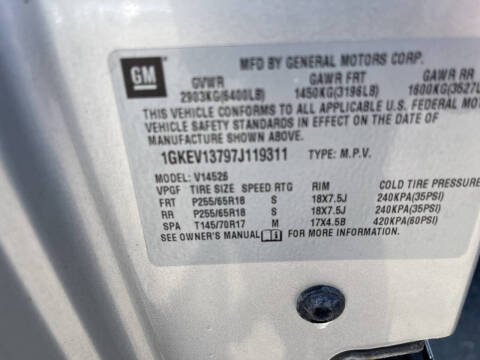 GM
MFD BY GENERAL MOTORS CORP.
GVWR GAWR FRT GAWR RR
2903KG(6400LB) 1450KG(3196LB) 1600KG(3527L
THIS VEHICLE CONFORMS TO ALL APPLICABLE U.S. FEDERAL MOT
VEHICLE SAFETY STANDARDS IN EFFECT ON THE DATE OF
MANUFACTURE SHOWN ABOVE.
1GKEV13797J119311 TYPE: M.P.V.
MODEL: V14526
VPGF TIRE SIZE SPEED RTG RIM COLD TIRE PRESSURE
FRT P255/65R18 S 18X7.5J 240KPA(35PSI)
RR P255/65R18 S 18X7.5J 240KPA(35PSI)
SPA T145/70R17 M 17X4.5B 420KPA(60PSI)
SEE OWNER'S MANUAL FOR MORE INFORMATION.